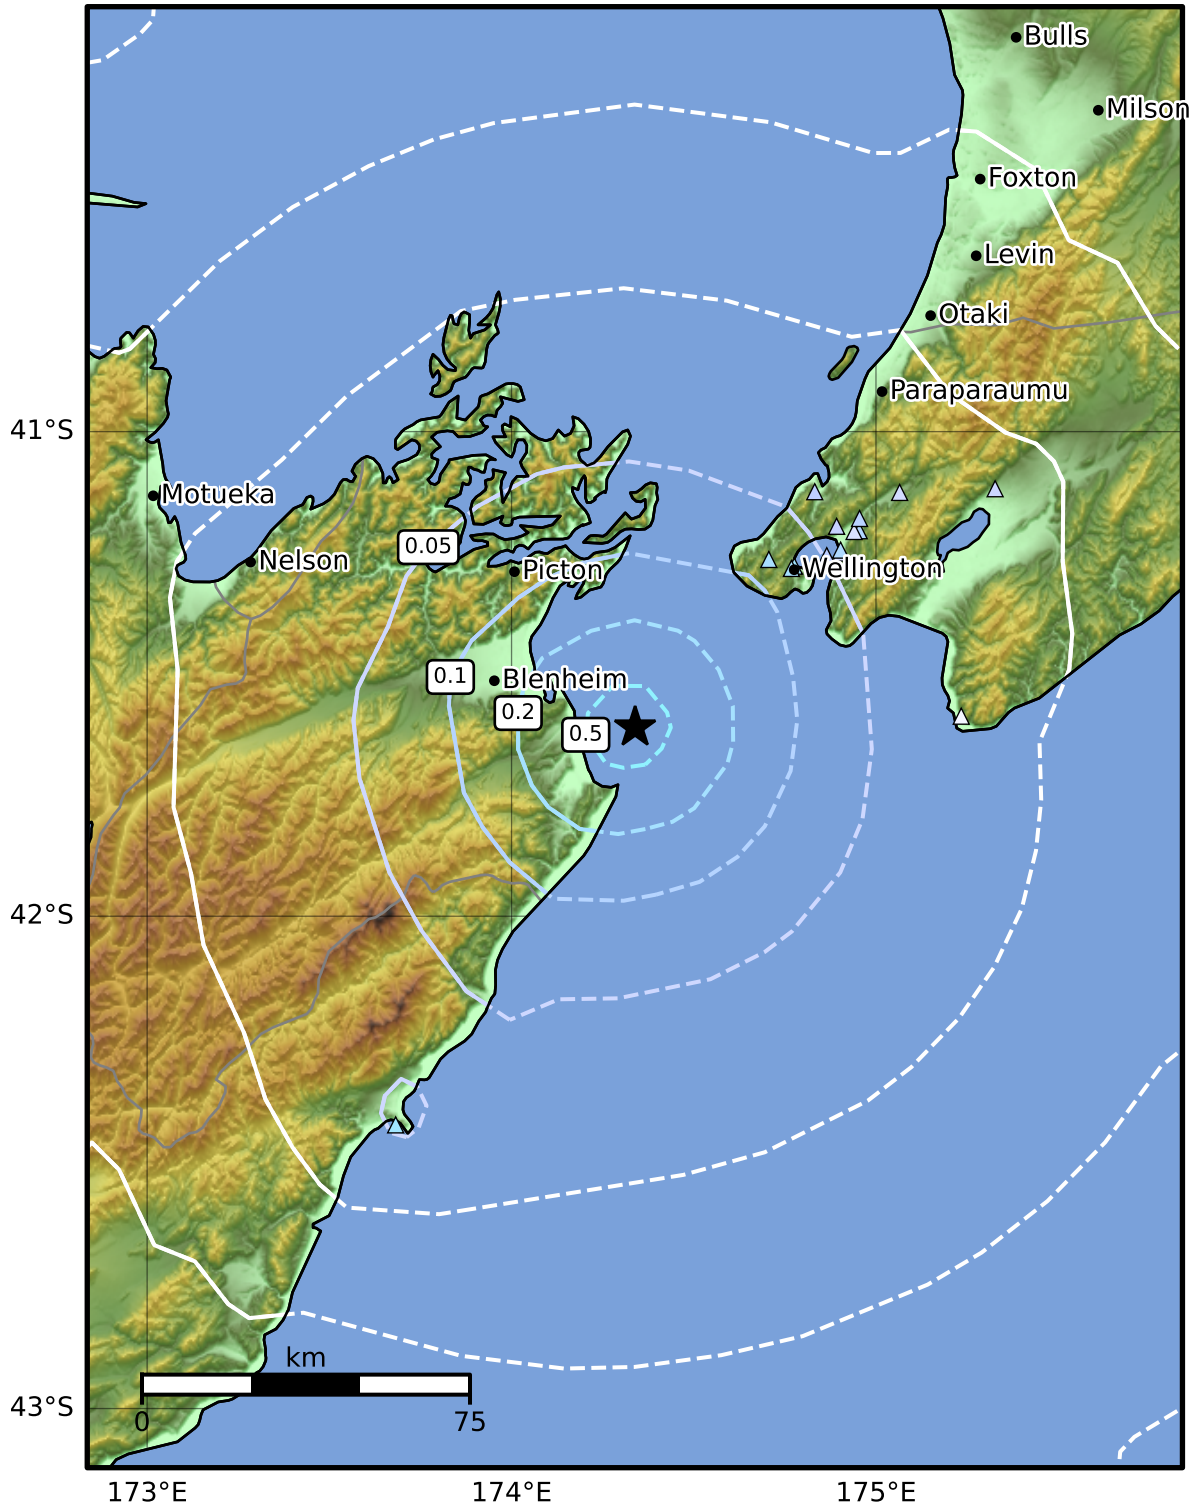 Bulls
Milson
Foxton
Levin
Otaki
Paraparaumu
41°S
Motueka
0.05
Nelson
Picton
Wellington
0.1
Blenheim
0.2
0.5
42°S
km
43°S
0
75
173°E
174°E
175°E